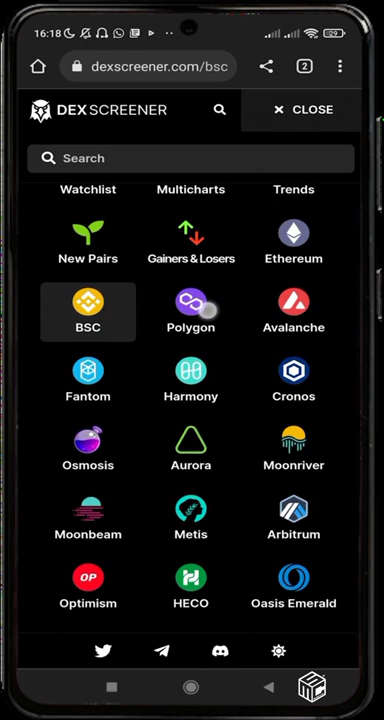 16:18
29
dexscreener.com/bsc
2
DEX SCREENER
× CLOSE
Search
Watchlist Multicharts Trends
New Pairs Gainers & Losers Ethereum
BSC Polygon Avalanche
Fantom Harmony Cronos
Osmosis Aurora Moonriver
Moonbeam Metis Arbitrum
OP
Optimism HECO Oasis Emerald